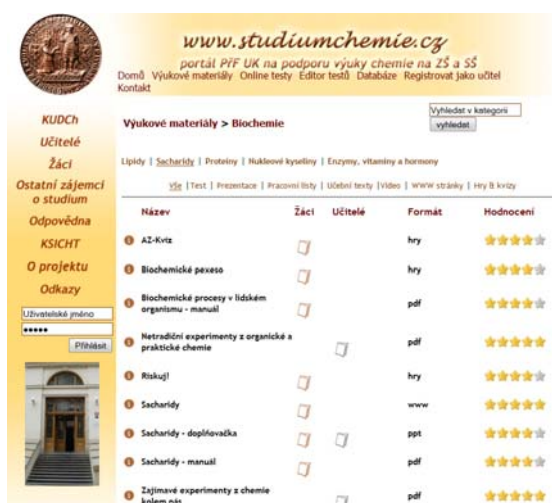 www.studiumchemie.cz
portál PřF UK na podporu výuky chemie na ZŠ a SŠ
Domů Výukové materiály Online testy Editor testů Databáze Registrovat jako učitel
Kontakt
KUDCh
Učitelé
Žáci
Ostatní zájemci
o studium
Odpovědna
KSICHT
O projektu
Odkazy
Uživatelské jméno
•••••
Přihlásit
Výukové materiály > Biochemie
Vyhledat v kategorii
vyhledat
Lipidy | Sacharidy | Proteiny | Nukleové kyseliny | Enzymy, vitaminy a hormony
Vše |Test | Prezentace | Pracovní listy | Učební texty |Video | WWW stránky | Hry & kvízy
Název Žáci Učitelé Formát Hodnocení
AZ-Kvíz hry
Biochemické pexeso hry
Biochemické procesy v lidském
organismu - manuál pdf
Netradiční experimenty z organické a
praktické chemie pdf
Riskuj! hry
Sacharidy www
Sacharidy - doplňovačka ppt
Sacharidy - manuál pdf
Zajímavé experimenty z chemie
kolem nás pdf